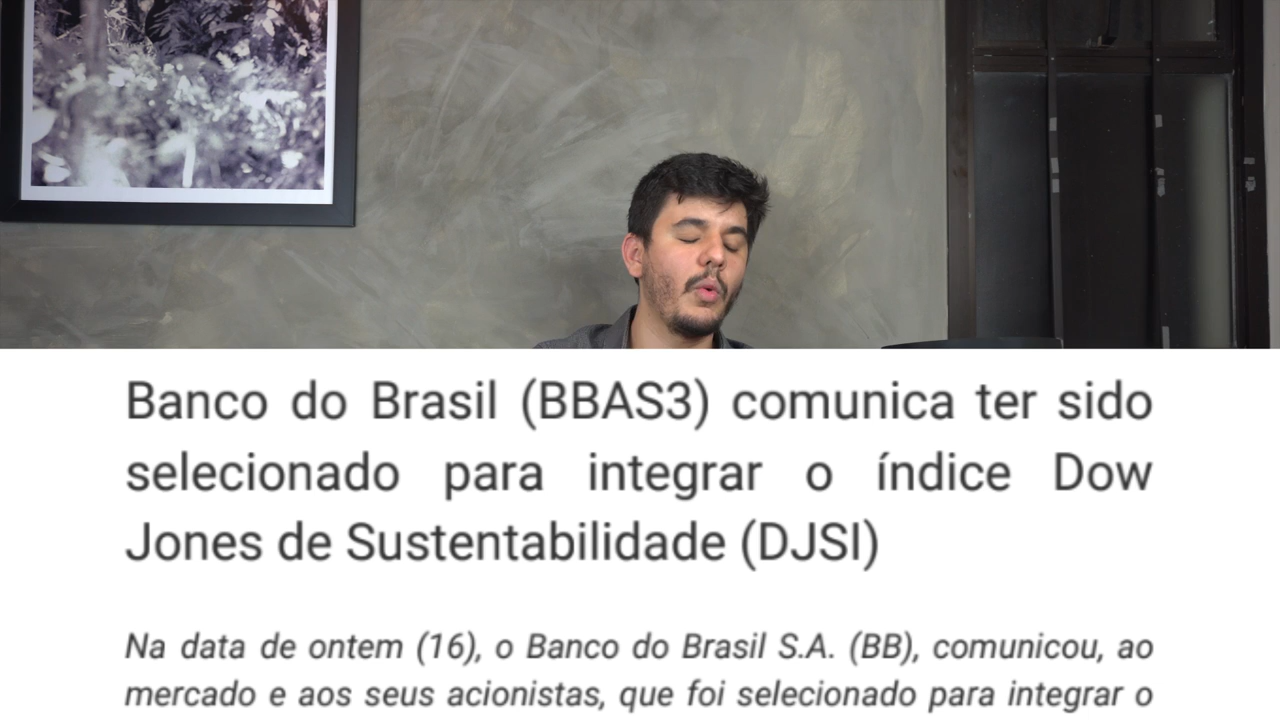 Banco do Brasil (BBAS3) comunica ter sido
selecionado para integrar o índice Dow
Jones de Sustentabilidade (DJSI)
Na data de ontem (16), o Banco do Brasil S.A. (BB), comunicou, ao
mercado e aos seus acionistas, que foi selecionado para integrar o